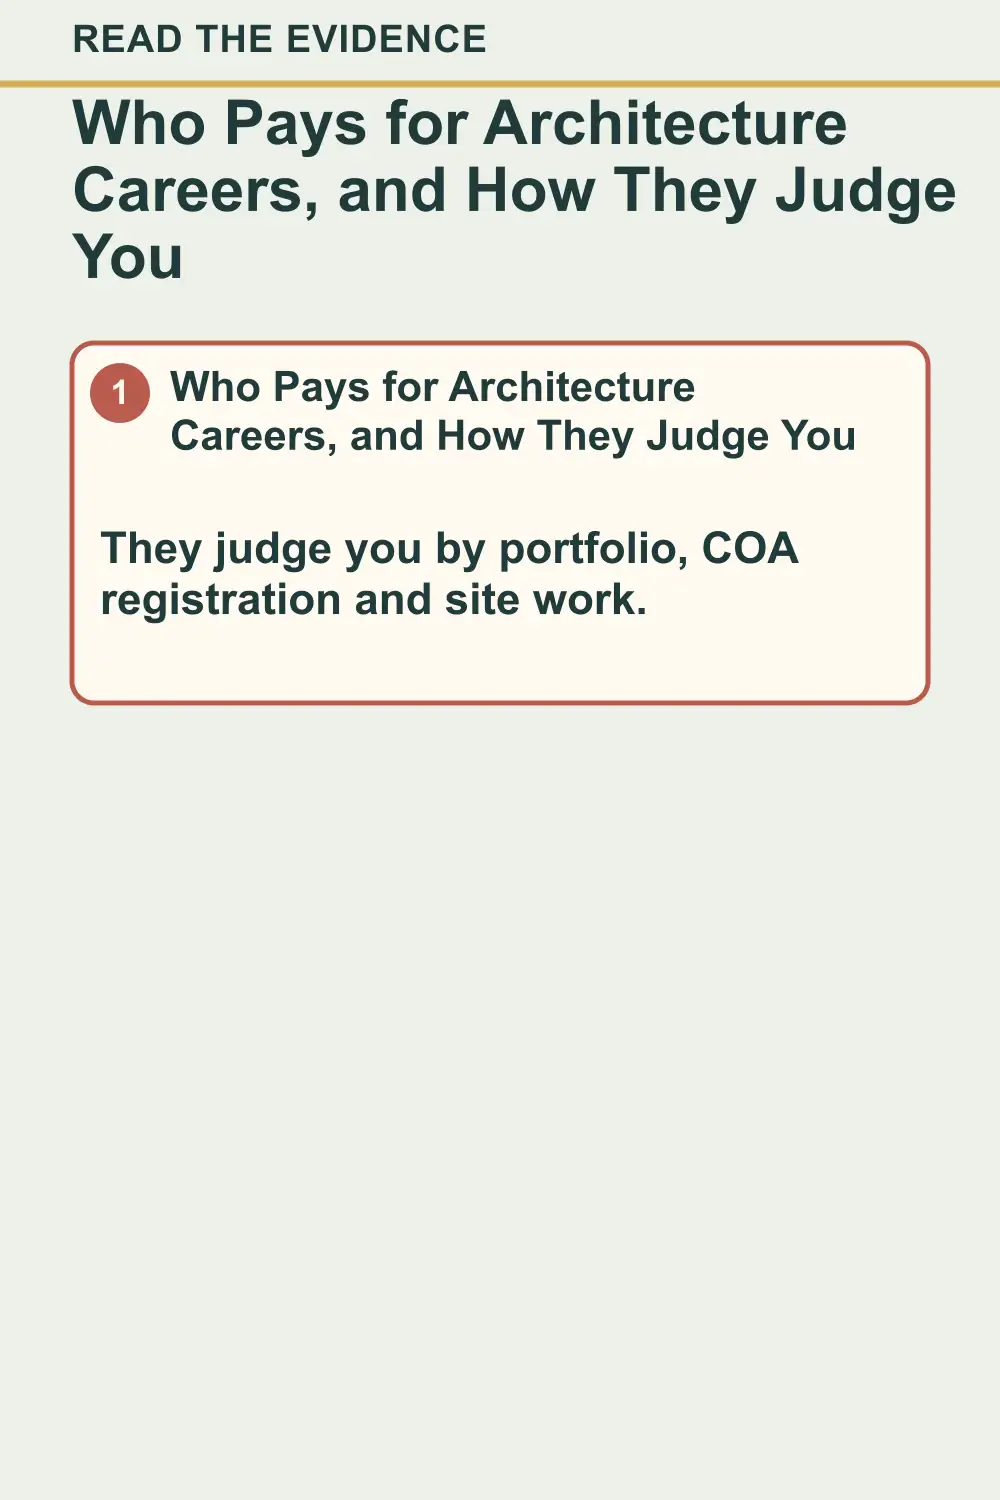 READ THE EVIDENCE
Who Pays for Architecture
Careers, and How They Judge
You
1
Who Pays for Architecture
Careers, and How They Judge You
They judge you by portfolio, COA
registration and site work.